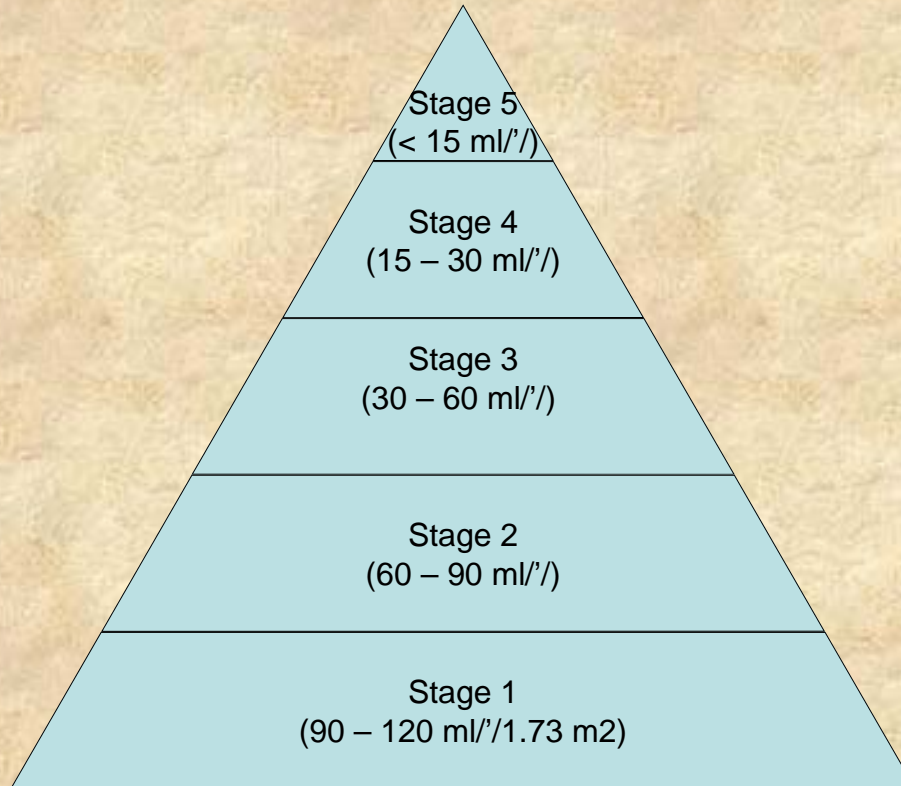 Stage 5
(< 15 ml/’/)
Stage 4
(15 – 30 ml/’/)
Stage 3
(30 – 60 ml/’/)
Stage 2
(60 – 90 ml/’/)
Stage 1
(90 – 120 ml/’/1.73 m2)